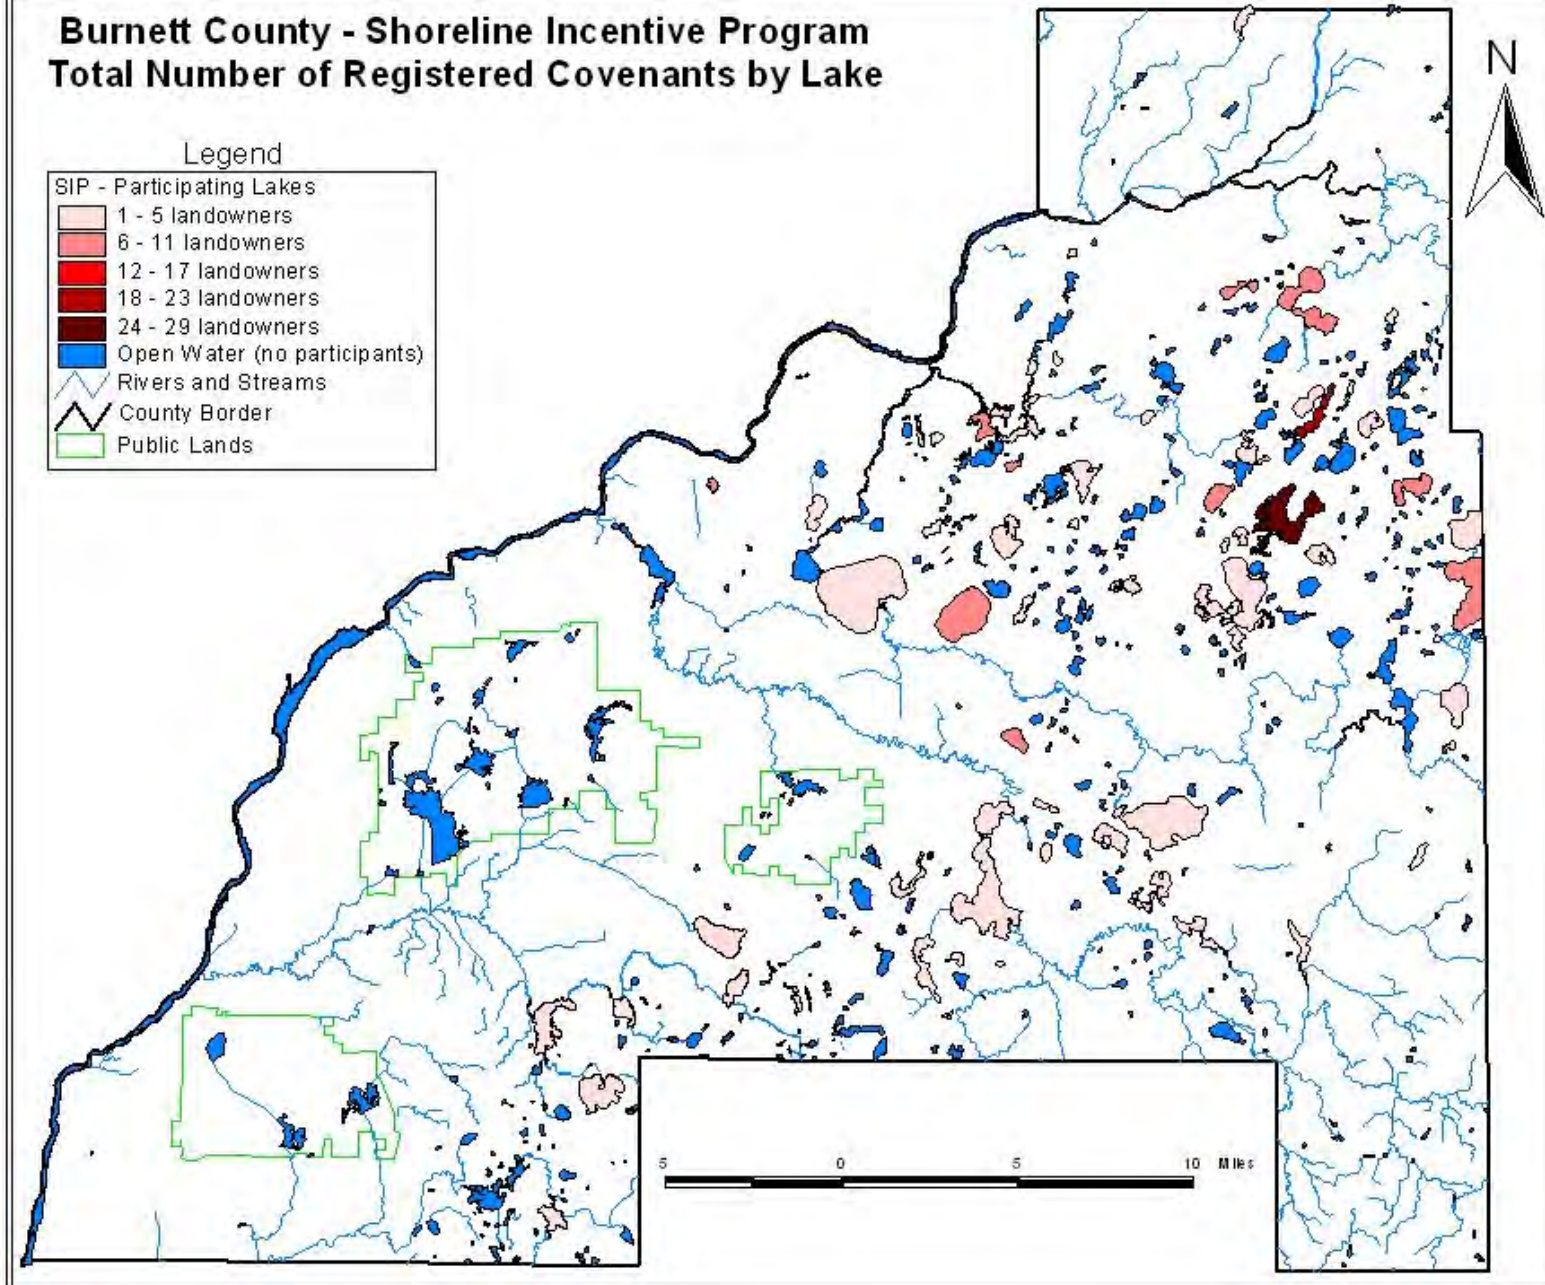 Burnett County - Shoreline Incentive Program
Total Number of Registered Covenants by Lake
N
Legend
SIP - Participating Lakes
1 - 5 landowners
6 - 11 landowners
12 - 17 landowners
18 - 23 landowners
24 - 29 landowners
Open Water (no participants)
Rivers and Streams
County Border
Public Lands
5 0 5 10 Miles